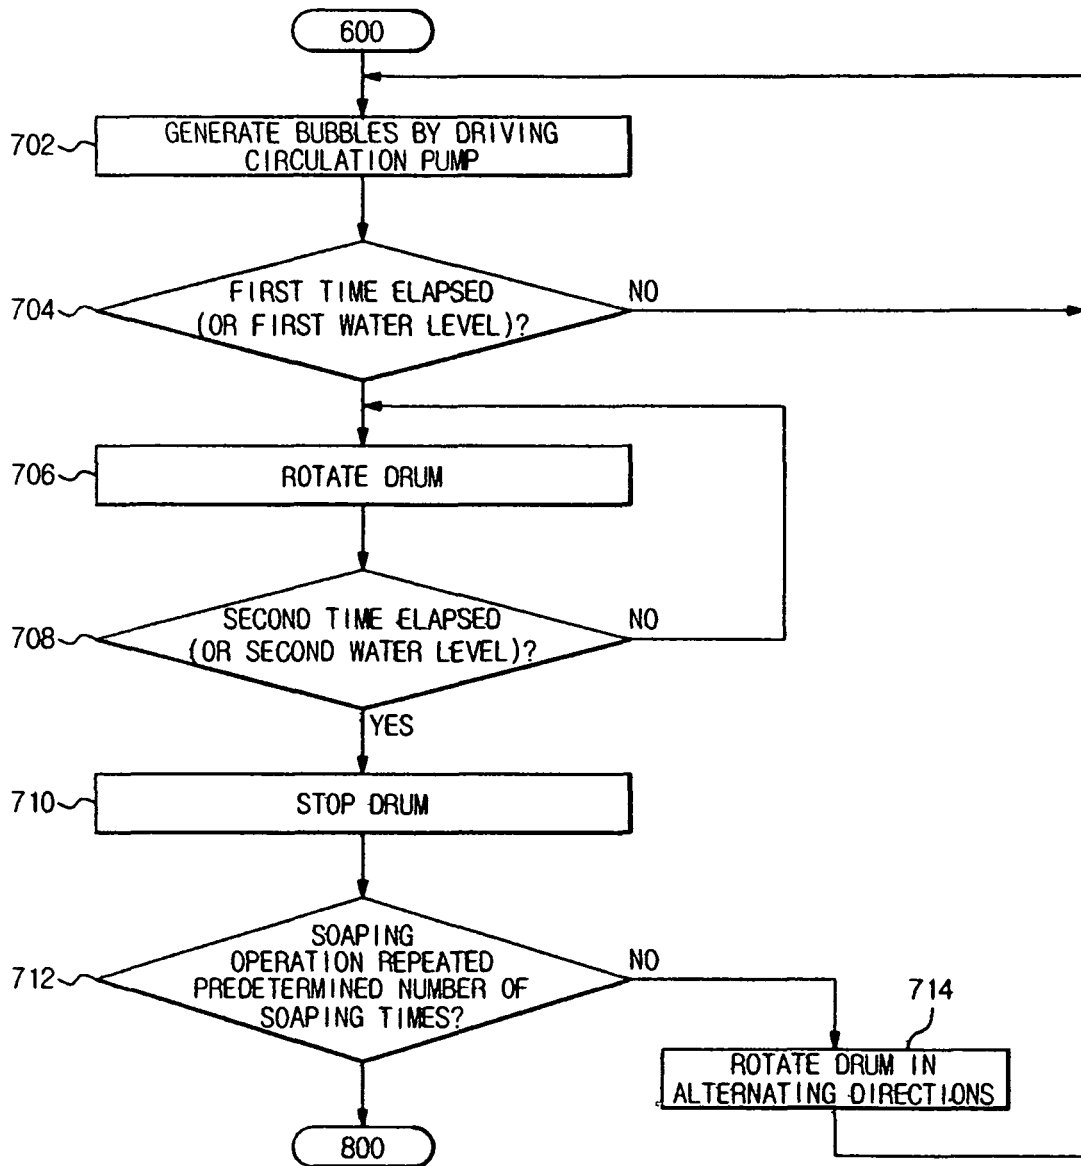 600
702
GENERATE BUBBLES BY DRIVING
CIRCULATION PUMP
704
FIRST TIME ELAPSED
(OR FIRST WATER LEVEL)?
NO
706
ROTATE DRUM
708
SECOND TIME ELAPSED
(OR SECOND WATER LEVEL)?
NO
YES
710
STOP DRUM
712
SOAPING
OPERATION REPEATED
PREDETERMINED NUMBER OF
SOAPING TIMES?
NO
714
ROTATE DRUM IN
ALTERNATING DIRECTIONS
800